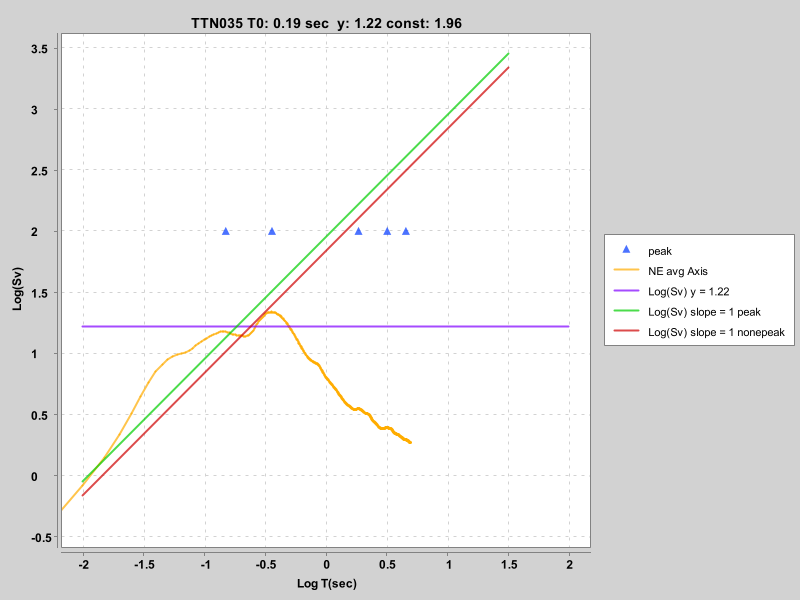 TTN035 T0: 0.19 sec  y: 1.22 const: 1.96
Log(Sv)
3.5
3
2.5
2
1.5
1
0.5
0
-0.5
-2
-1.5
-1
-0.5
0
0.5
1
1.5
2
Log T(sec)
peak
NE avg Axis
Log(Sv) y = 1.22
Log(Sv) slope = 1 peak
Log(Sv) slope = 1 nonepeak